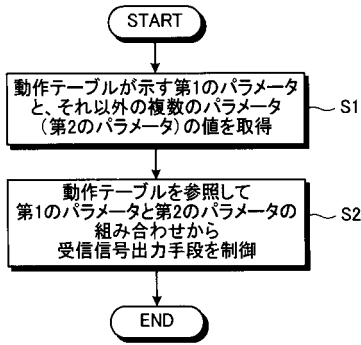 START
動作テーブルが示す第1のパラメータ
と、それ以外の複数のパラメータ
(第2のパラメータ)の値を取得
S1
動作テーブルを参照して
第1のパラメータと第2のパラメータの
組み合わせから
受信信号出力手段を制御
S2
END